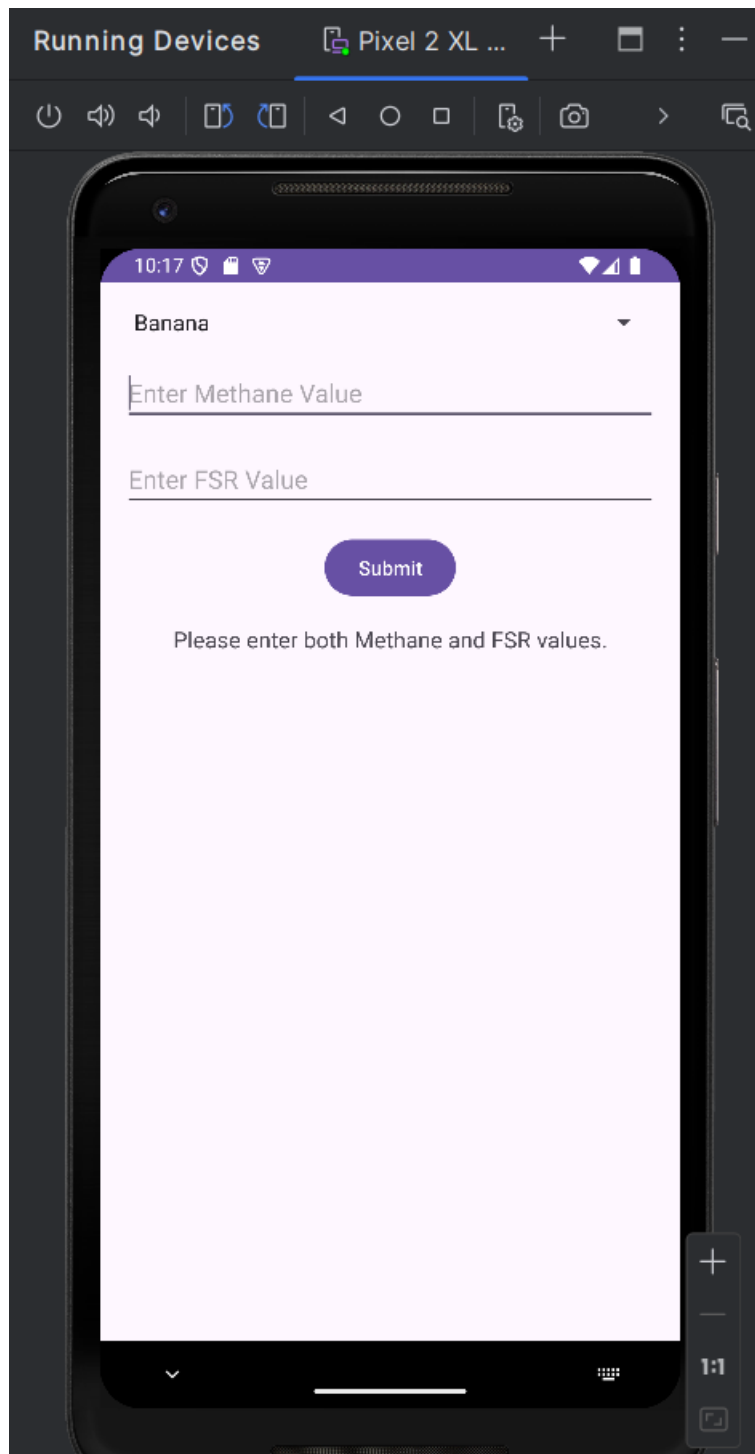 Running Devices Pixel 2 XL ...
10:17
Banana
Enter Methane Value
Enter FSR Value
Submit
Please enter both Methane and FSR values.
1:1